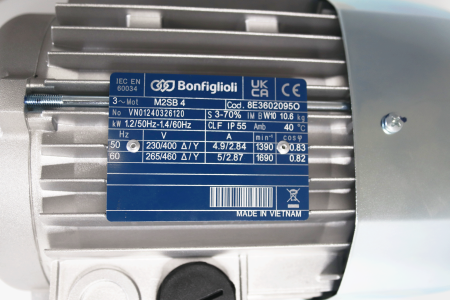 IEC EN
60034
Bonfiglioli
UK
CA
CE
3~Mot M2SB 4 Cod. 8E3602095O
No VN01240326120 S 3-70% IM B W10 10.6 kg
kW 1.2/50Hz-1.4/60Hz CLF IP 55 Amb 40 °C
Hz V A min⁻¹ cosφ
50 230/400 Δ/Y 4.9/2.84 1390 0.83
60 265/460 Δ/Y 5/2.87 1690 0.82
MADE IN VIETNAM